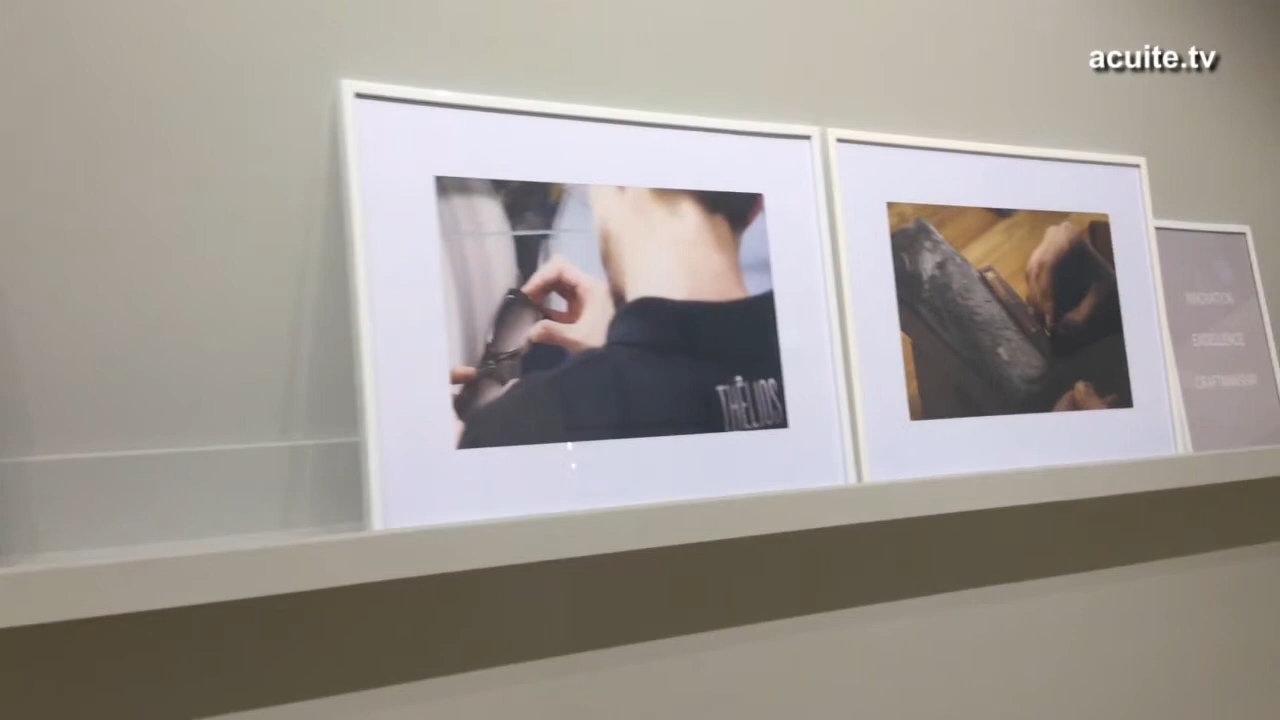 acuite.tv
THÉLIOS
INNOVATION
EXCELLENCE
CRAFTMANSHIP